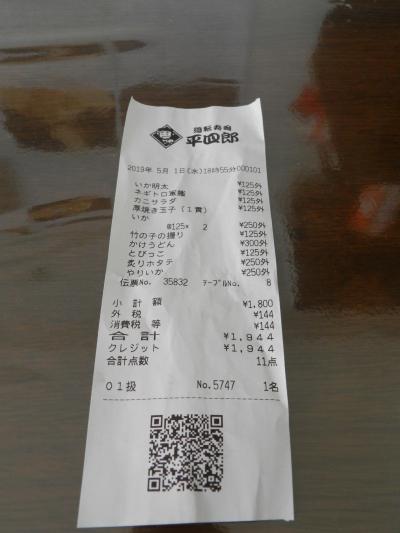 廻転寿司
平四郎
2019年 5月 1日(水)18時55分000101
いか明太 ¥125外
ネギトロ軍艦 ¥125外
カニサラダ ¥125外
厚焼き玉子(1貫) ¥125外
いか
@125× 2 ¥250外
竹の子の握り ¥125外
かけうどん ¥300外
とびっこ ¥125外
炙りホタテ ¥250外
やりいか ¥250外
伝票No. 35832 テーブルNo. 8
小計額 ¥1,800
外税 ¥144
消費税等 ¥144
合計 ¥1,944
クレジット ¥1,944
合計点数 11点
01扱 No.5747 1名